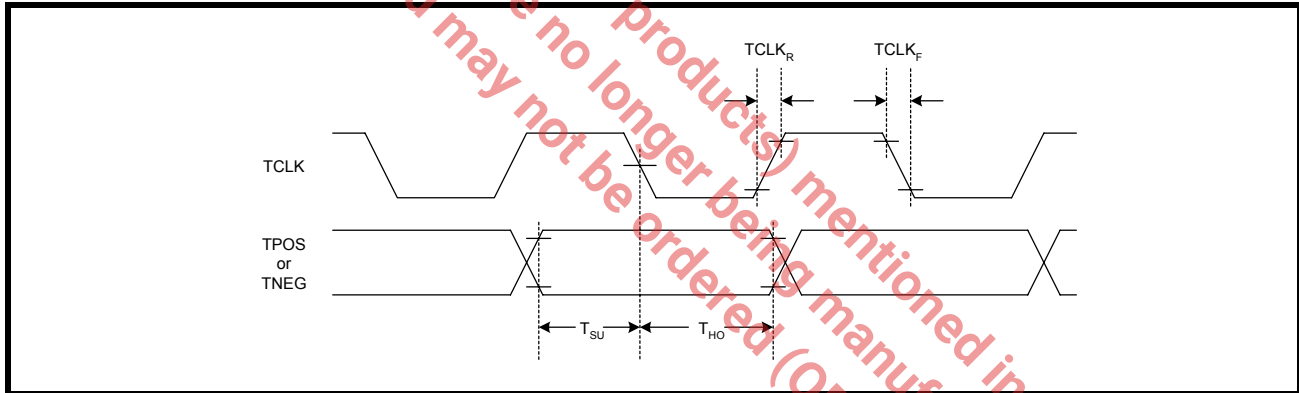 TCLK_R
TCLK_F
TCLK
TPOS
or
TNEG
T_SU
T_HO
products) mentioned in
e no longer being manuf
d may not be ordered (O